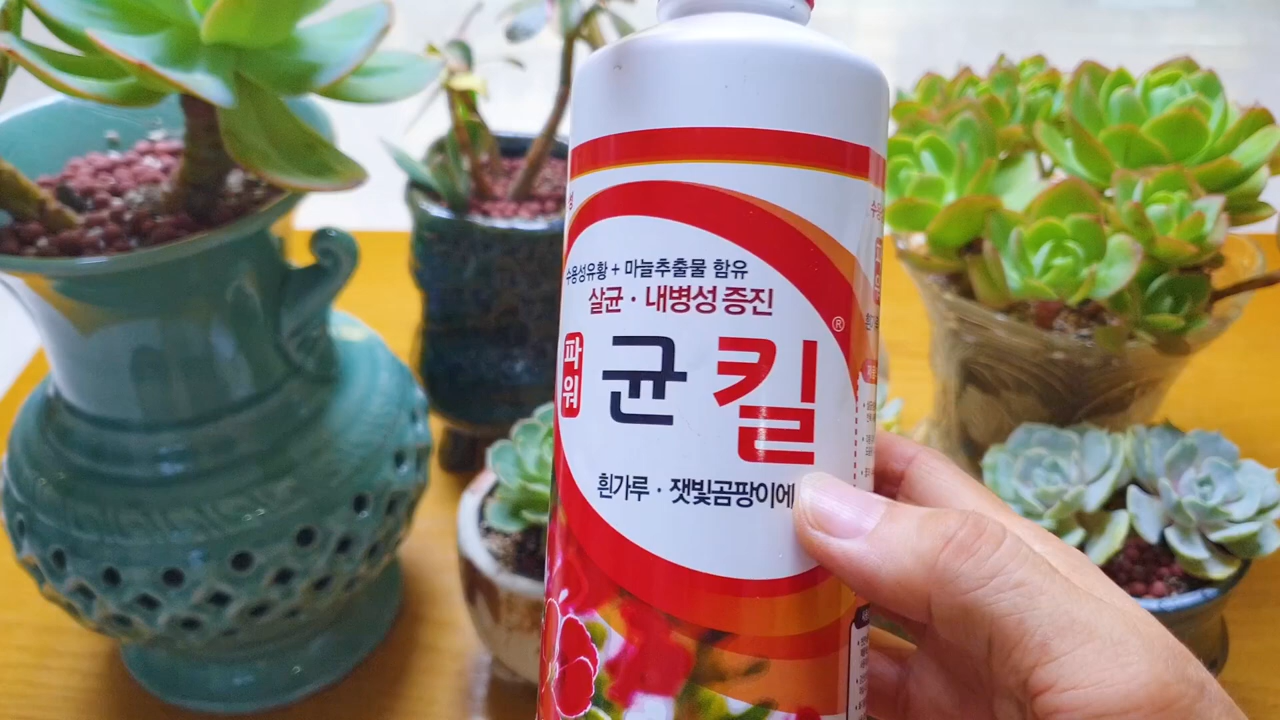 수용성유황 + 마늘추출물 함유
살균 · 내병성 증진
®
파워
균킬
흰가루 · 잿빛곰팡이에